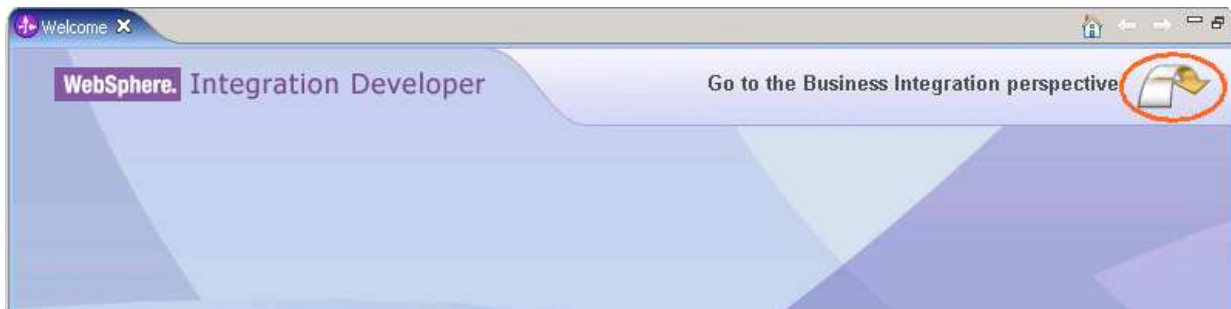 Welcome
WebSphere. Integration Developer
Go to the Business Integration perspective